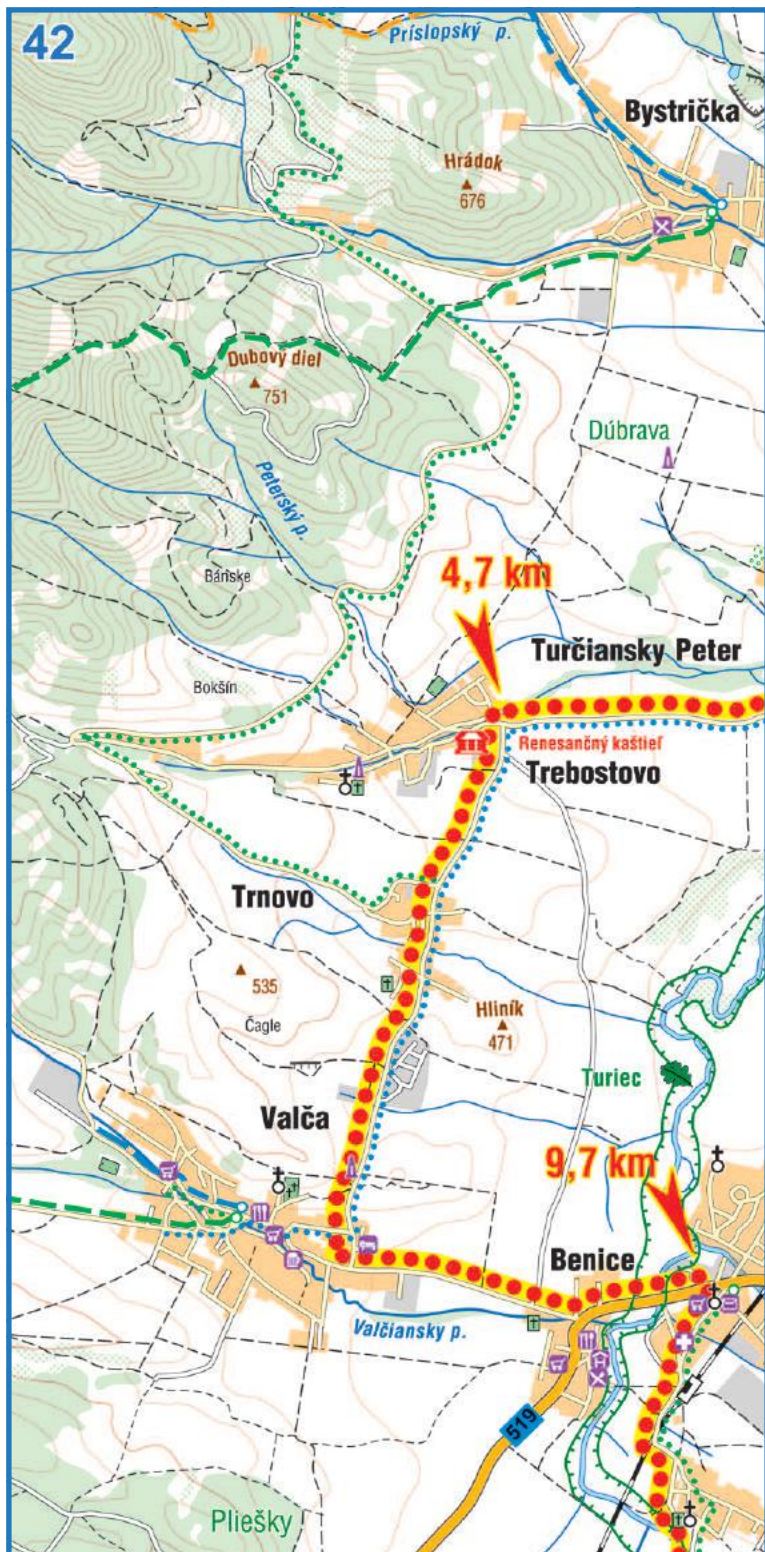 42
Príslopský p.
Bystrička
Hrádok
676
Dubový diel
751
Dúbrava
Peterský p.
Bánske
4,7 km
Turčiansky Peter
Bokšín
Renesančný kaštieľ
Trebostovo
Trnovo
535
Čagle
Hliník
471
Turiec
Valča
9,7 km
Benice
Valčiansky p.
519
Pliešky